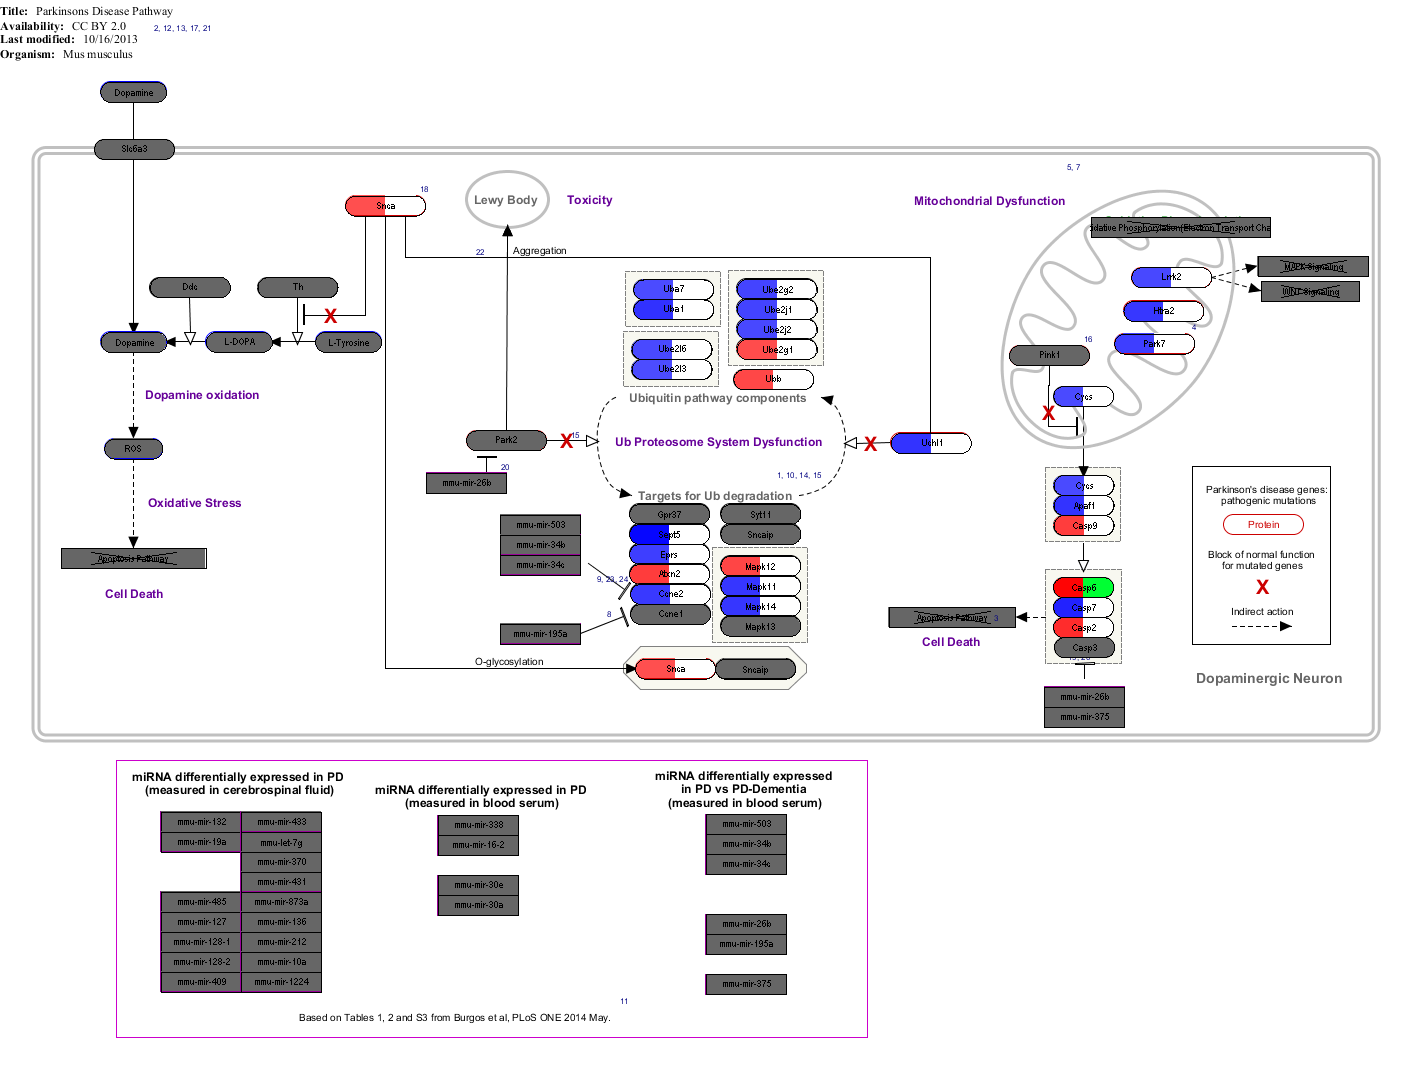 Title: Parkinsons Disease Pathway
Availability: CC BY 2.0
2, 12, 13, 17, 21
Last modified: 10/16/2013
Organism: Mus musculus
Dopamine
Slc6a3
5, 7
18
Snca
Lewy Body
Toxicity
Mitochondrial Dysfunction
Aggregation
22
idative Phosphorylation(Electron Transport Cha
MAPK Signaling
WNT Signaling
Lrrk2
Htra2
4
Park7
16
Pink1
Cycs
X
Ddc
Th
X
Dopamine
L-DOPA
L-Tyrosine
Uba7
Uba1
Ube2g2
Ube2j1
Ube2j2
Ube2g1
Ube2l6
Ube2l3
Ubb
Ubiquitin pathway components
Dopamine oxidation
ROS
Oxidative Stress
Apoptosis Pathway
Cell Death
Park2
X
15
Ub Proteosome System Dysfunction
X
Uchl1
20
mmu-mir-26b
1, 10, 14, 15
Targets for Ub degradation
mmu-mir-503
mmu-mir-34b
mmu-mir-34c
9, 23, 24
8
mmu-mir-195a
Gpr37
Sept5
Eprs
Atxn2
Ccne2
Ccne1
Syt11
Sncaip
Mapk12
Mapk11
Mapk14
Mapk13
O-glycosylation
Snca
Sncaip
Cycs
Apaf1
Casp9
Casp6
Casp7
Casp2
Casp3
Apoptosis Pathway
3
Cell Death
mmu-mir-26b
mmu-mir-375
Parkinson's disease genes:
pathogenic mutations
Protein
Block of normal function
for mutated genes
X
Indirect action
Dopaminergic Neuron
miRNA differentially expressed in PD
(measured in cerebrospinal fluid)
mmu-mir-132
mmu-mir-433
mmu-mir-19a
mmu-let-7g
mmu-mir-370
mmu-mir-431
mmu-mir-485
mmu-mir-873a
mmu-mir-127
mmu-mir-136
mmu-mir-128-1
mmu-mir-212
mmu-mir-128-2
mmu-mir-10a
mmu-mir-409
mmu-mir-1224
miRNA differentially expressed in PD
(measured in blood serum)
mmu-mir-338
mmu-mir-16-2
mmu-mir-30e
mmu-mir-30a
miRNA differentially expressed
in PD vs PD-Dementia
(measured in blood serum)
mmu-mir-503
mmu-mir-34b
mmu-mir-34c
mmu-mir-26b
mmu-mir-195a
mmu-mir-375
11
Based on Tables 1, 2 and S3 from Burgos et al, PLoS ONE 2014 May.